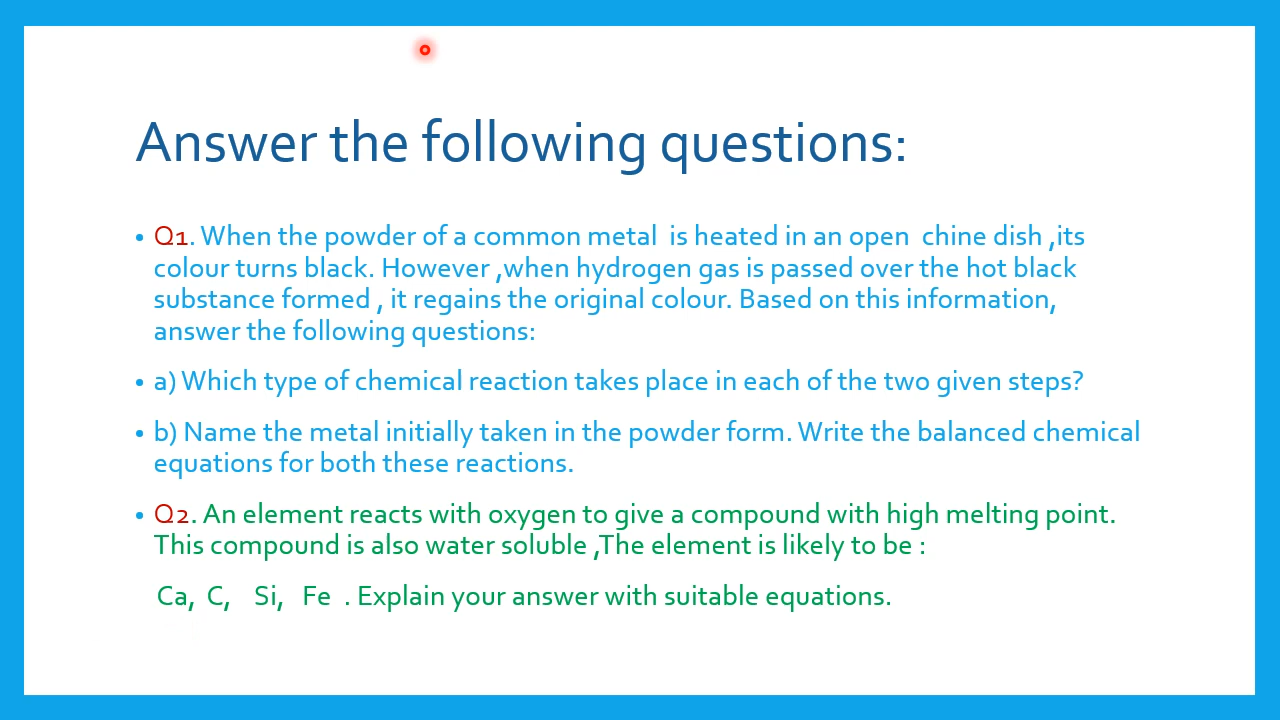 Answer the following questions:
• Q1. When the powder of a common metal is heated in an open chine dish ,its
colour turns black. However ,when hydrogen gas is passed over the hot black
substance formed , it regains the original colour. Based on this information,
answer the following questions:
• a) Which type of chemical reaction takes place in each of the two given steps?
• b) Name the metal initially taken in the powder form. Write the balanced chemical
equations for both these reactions.
• Q2. An element reacts with oxygen to give a compound with high melting point.
This compound is also water soluble ,The element is likely to be :
Ca, C, Si, Fe . Explain your answer with suitable equations.